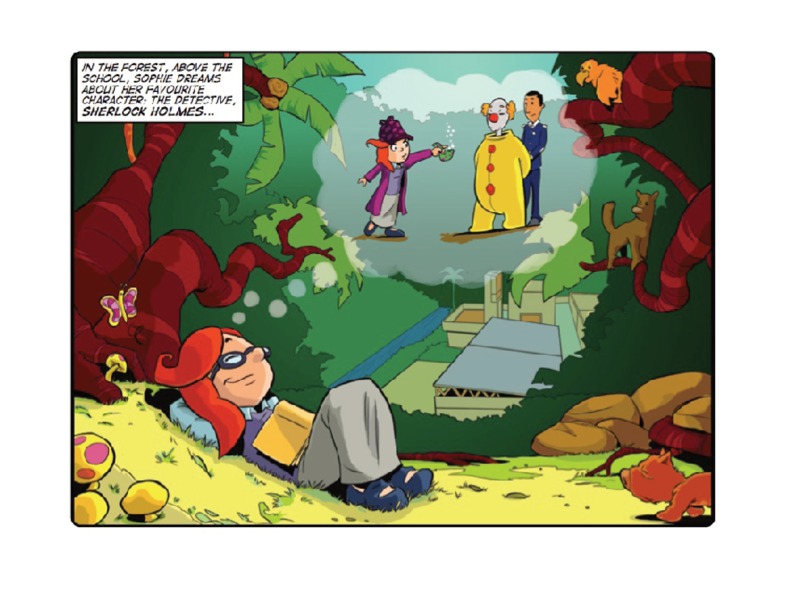 IN THE FOREST, ABOVE THE
SCHOOL, SOPHIE DREAMS
ABOUT HER FAVOURITE
CHARACTER: THE DETECTIVE,
SHERLOCK HOLMES...